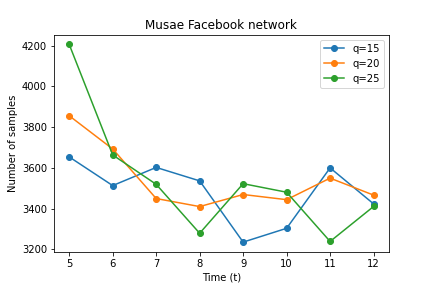 Musae Facebook network
Number of samples
4200
4000
3800
3600
3400
3200
q=15
q=20
q=25
5 6 7 8 9 10 11 12
Time (t)